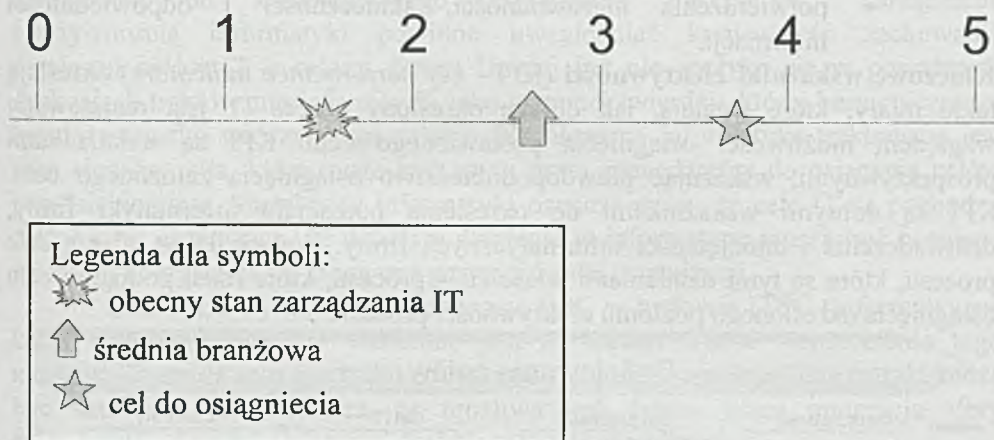 0 1 2 3 4 5
Legenda dla symboli:
obecny stan zarządzania IT
średnia branżowa
cel do osiągniecia